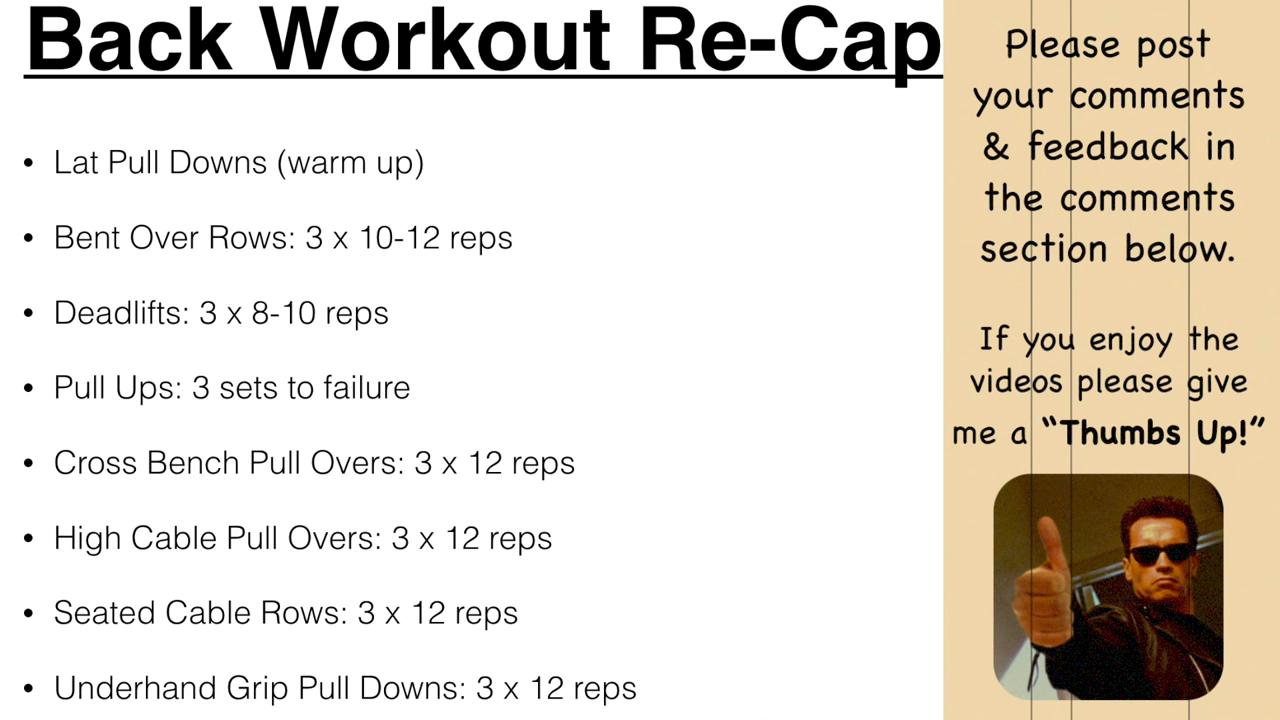 Back Workout Re-Cap
• Lat Pull Downs (warm up)
• Bent Over Rows: 3 x 10-12 reps
• Deadlifts: 3 x 8-10 reps
• Pull Ups: 3 sets to failure
• Cross Bench Pull Overs: 3 x 12 reps
• High Cable Pull Overs: 3 x 12 reps
• Seated Cable Rows: 3 x 12 reps
• Underhand Grip Pull Downs: 3 x 12 reps
Please post
your comments
& feedback in
the comments
section below.
If you enjoy the
videos please give
me a “Thumbs Up!”